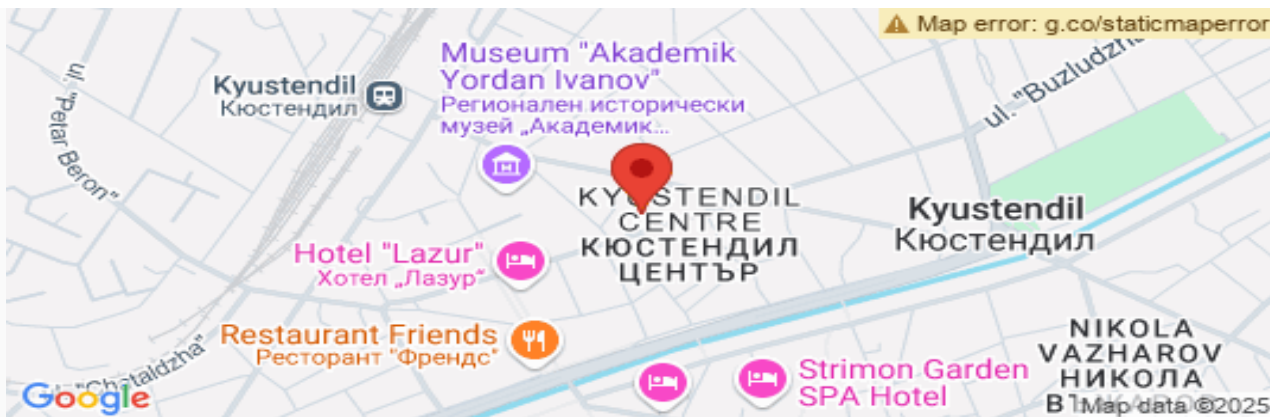 Map error: g.co/staticmaperror
Museum "Akademik
Yordan Ivanov"
Регионален исторически
музей „Академик...
Kyustendil
Кюстендил
ul. "Petar Beron"
ul. "Buzludzha
KYUSTENDIL
CENTRE
КЮСТЕНДИЛ
ЦЕНТЪР
Kyustendil
Кюстендил
Hotel "Lazur"
Хотел „Лазур“
Restaurant Friends
Ресторант "Френдс"
"Chataldzha"
NIKOLA
VAZHAROV
НИКОЛА
Strimon Garden
SPA Hotel
Google
Map data ©2025